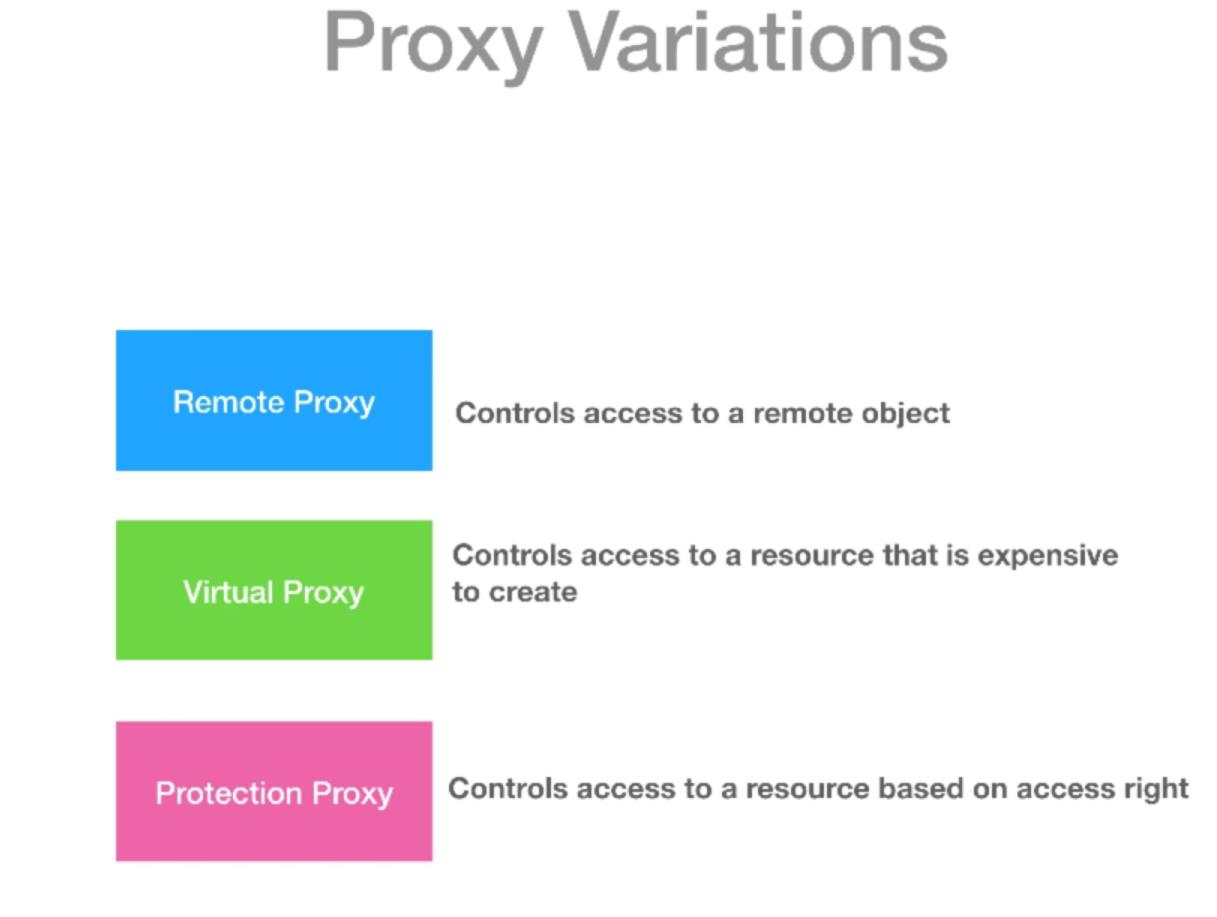 Proxy Variations
Remote Proxy
Controls access to a remote object
Virtual Proxy
Controls access to a resource that is expensive
to create
Protection Proxy
Controls access to a resource based on access right